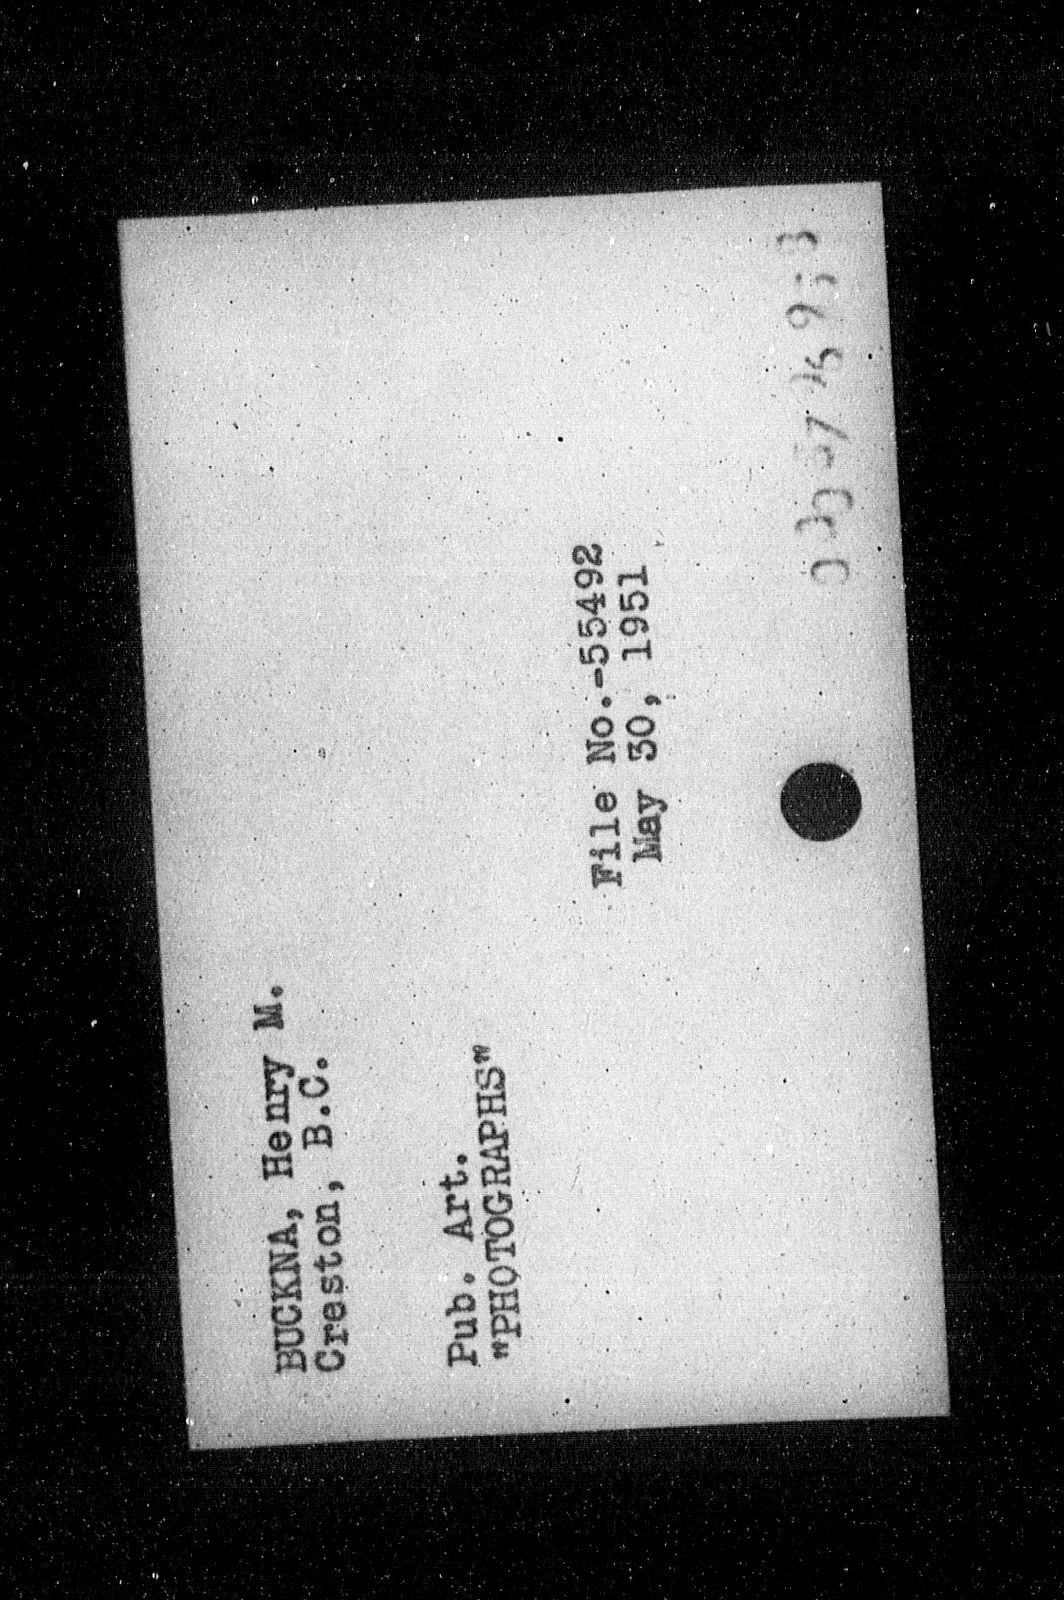 BUCKNA, Henry M.
Creston, B.C.
Pub. Art.
"PHOTOGRAPHS"
File No.-55492
May 30, 1951